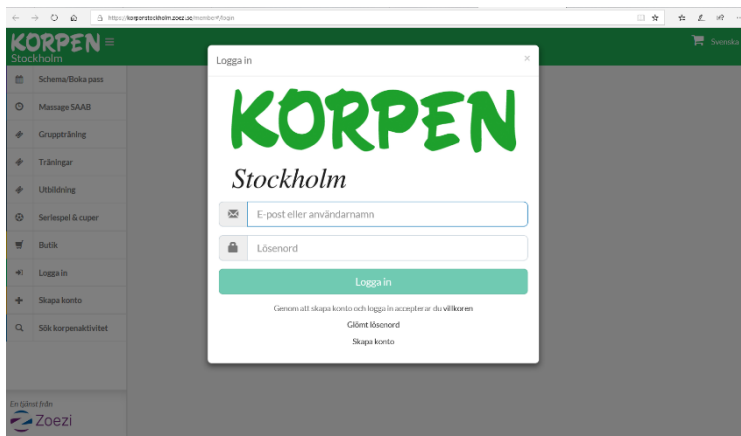 https://korpenstockholm.zoezi.se/member#/login
KORPEN
Stockholm
Svenska
Schema/Boka pass
Massage SAAB
Gruppträning
Träningar
Utbildning
Seriespel & cuper
Butik
Logga in
Skapa konto
Sök korpenaktivitet
En tjänst från
Zoezi
Logga in
×
KORPEN
Stockholm
E-post eller användarnamn
Lösenord
Logga in
Genom att skapa konto och logga in accepterar du villkoren
Glömt lösenord
Skapa konto